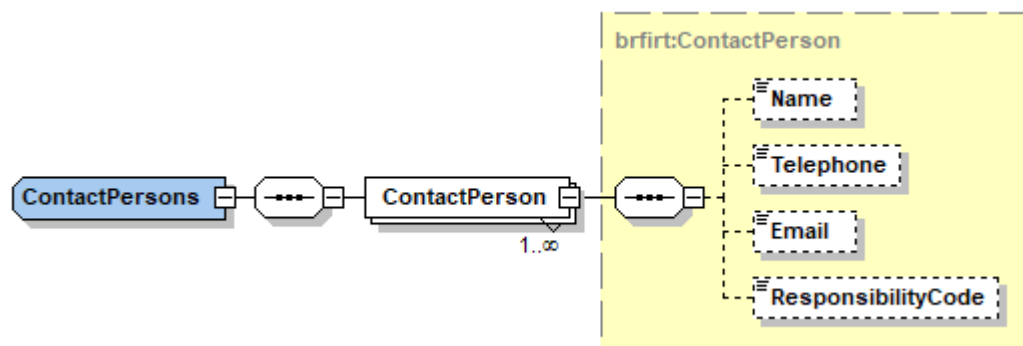 brfirt:ContactPerson
Name
Telephone
ContactPersons
ContactPerson
1..∞
Email
ResponsibilityCode